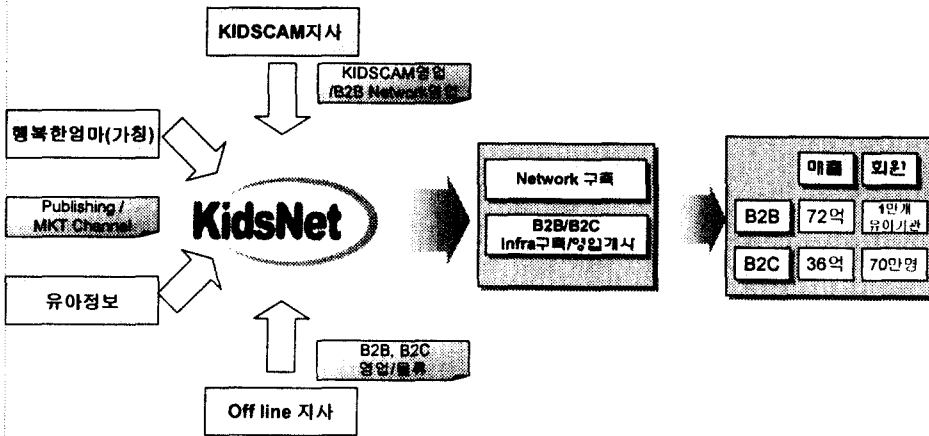 KIDSCAM지사
KIDSCAM영업
/B2B Network영업
행복한엄마(가칭)
Publishing /
MKT Channel
KidsNet
유아정보
B2B, B2C
영업/물류
Off line 지사
Network 구축
B2B/B2C
Infra구축/영업개시
매출 회원
B2B 72억 1만개
유아기관
B2C 36억 70만명